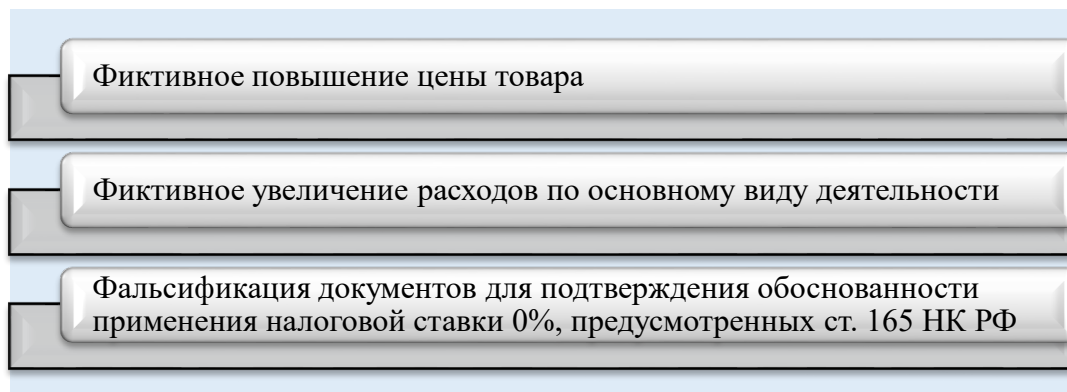 Фиктивное повышение цены товара
Фиктивное увеличение расходов по основному виду деятельности
Фальсификация документов для подтверждения обоснованности
применения налоговой ставки 0%, предусмотренных ст. 165 НК РФ